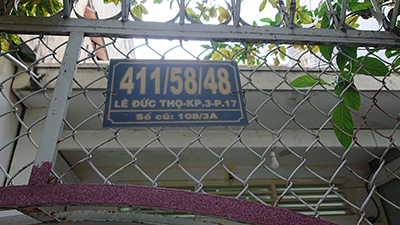 411/58/48
LÊ ĐỨC THỌ-KP.3-P.17
Số cũ: 108/3A